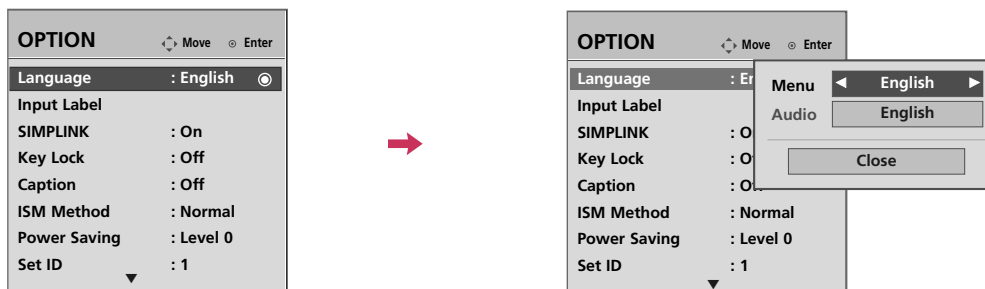 OPTION Move Enter
Language : English
Input Label
SIMPLINK : On
Key Lock : Off
Caption : Off
ISM Method : Normal
Power Saving : Level 0
Set ID : 1
OPTION Move Enter
Language : En
Input Label
SIMPLINK : O
Key Lock : O
Caption : O
ISM Method : Normal
Power Saving : Level 0
Set ID : 1
Menu ◀ English ▶
Audio English
Close